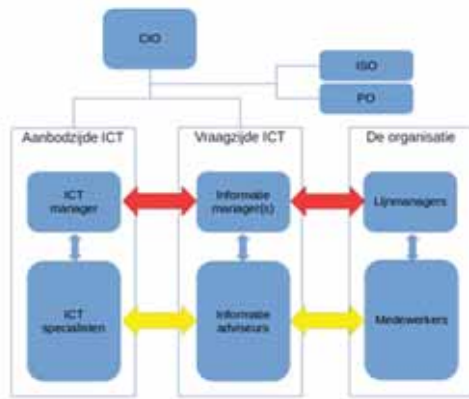 CIO
ISO
PO
Aanbodzijde ICT
Vraagzijde ICT
De organisatie
ICT
manager
Informatie
manager(s)
Lijnmanagers
ICT
specialisten
Informatie
adviseurs
Medewerkers